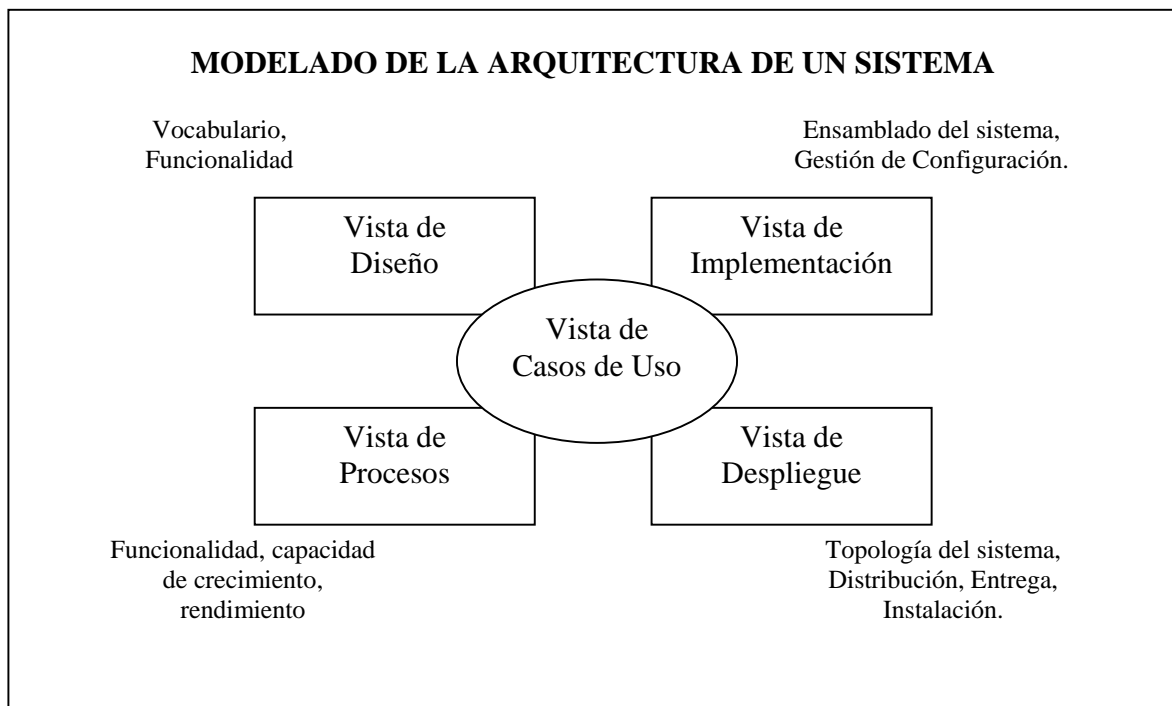 MODELADO DE LA ARQUITECTURA DE UN SISTEMA
Vocabulario,
Funcionalidad
Ensamblado del sistema,
Gestión de Configuración.
Vista de
Diseño
Vista de
Implementación
Vista de
Casos de Uso
Vista de
Procesos
Vista de
Despliegue
Funcionalidad, capacidad
de crecimiento,
rendimiento
Topología del sistema,
Distribución, Entrega,
Instalación.